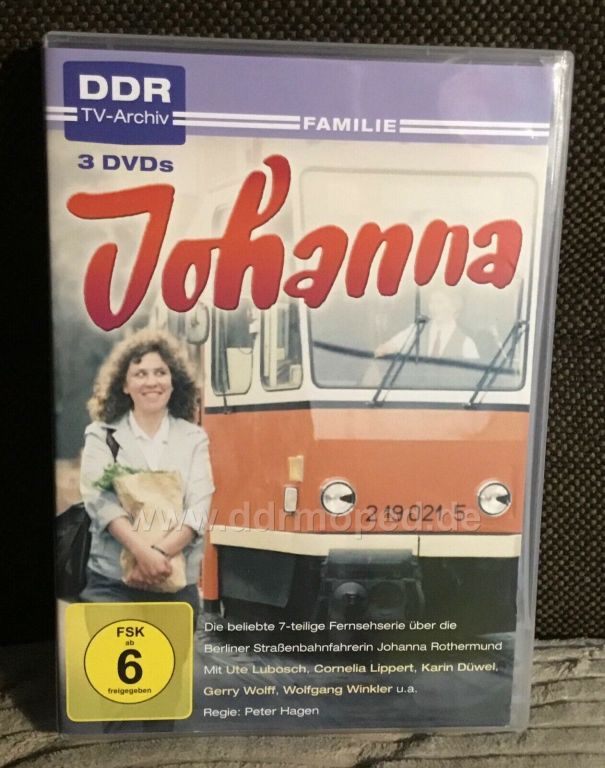 DDR
TV-Archiv
FAMILIE
3 DVDs
Johanna
219 021-5
www.ddrmoped.de
Die beliebte 7-teilige Fernsehserie über die
Berliner Straßenbahnfahrerin Johanna Rothermund
Mit Ute Lubosch, Cornelia Lippert, Karin Düwel,
Gerry Wolff, Wolfgang Winkler u.a.
Regie: Peter Hagen
FSK
ab
6
freigegeben